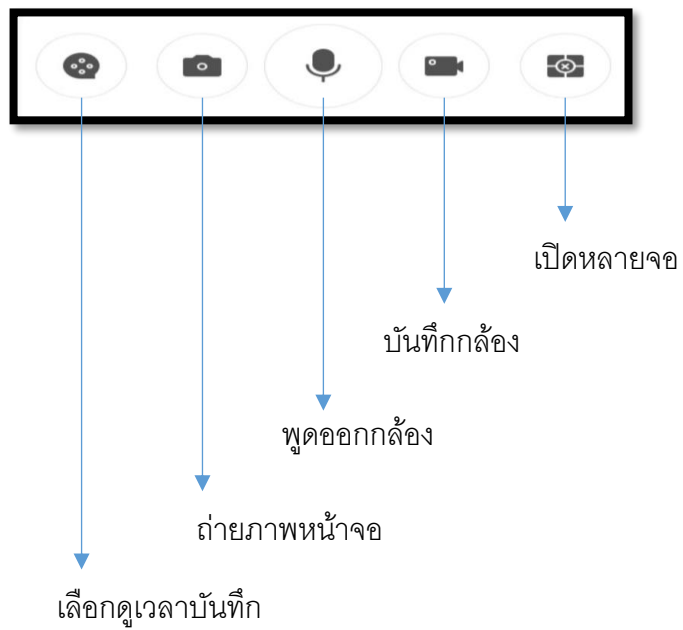 เปิดหลายจอ
บันทึกกล้อง
พูดออกกล้อง
ถ่ายภาพหน้าจอ
เลือกดูเวลาบันทึก